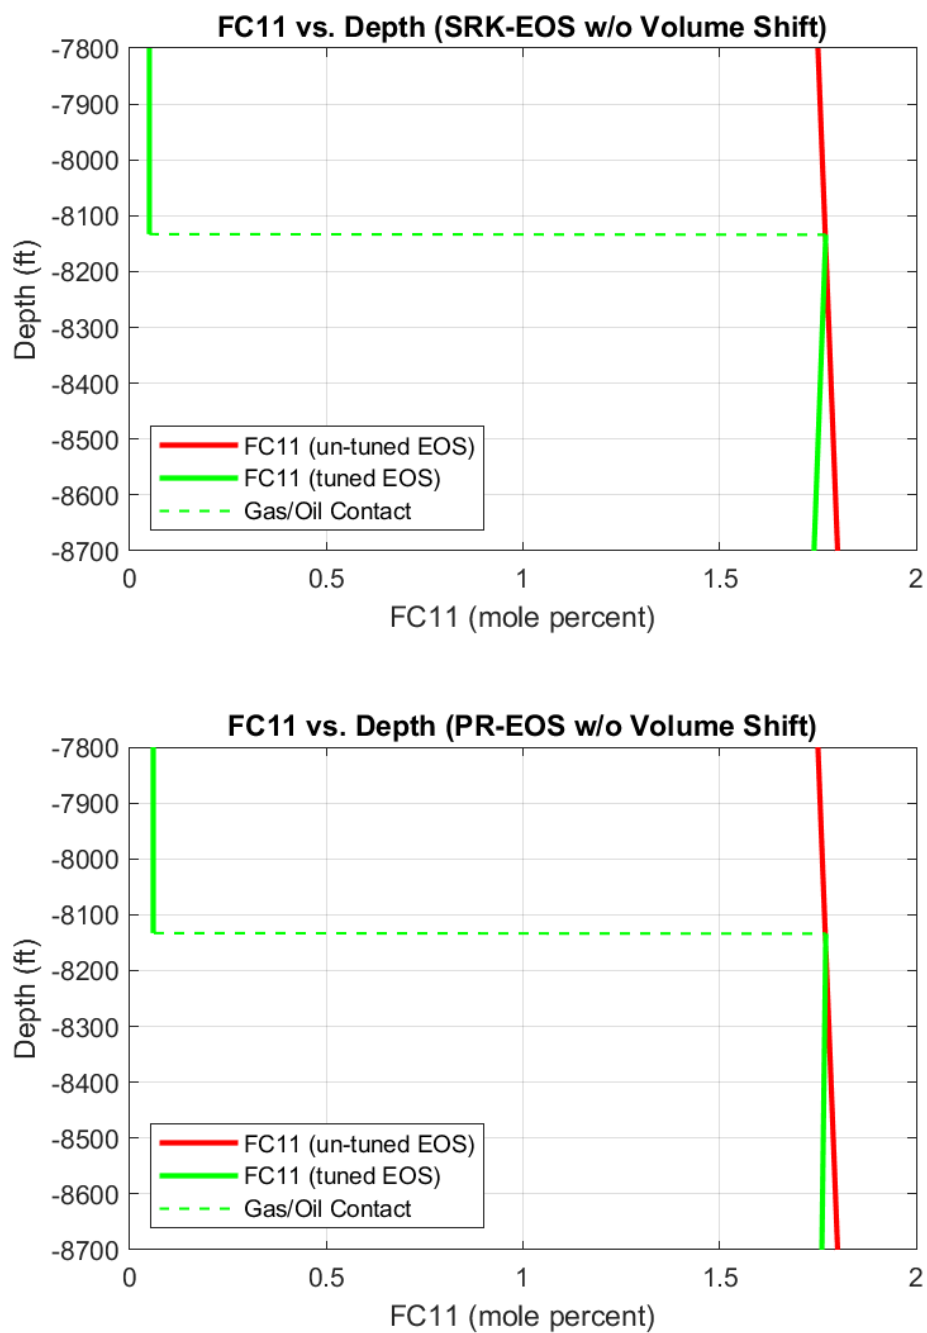 FC11 vs. Depth (SRK-EOS w/o Volume Shift)
-7800
-7900
-8000
-8100
-8200
-8300
-8400
-8500
-8600
-8700
Depth (ft)
FC11 (un-tuned EOS)
FC11 (tuned EOS)
Gas/Oil Contact
0 0.5 1 1.5 2
FC11 (mole percent)
FC11 vs. Depth (PR-EOS w/o Volume Shift)
-7800
-7900
-8000
-8100
-8200
-8300
-8400
-8500
-8600
-8700
Depth (ft)
FC11 (un-tuned EOS)
FC11 (tuned EOS)
Gas/Oil Contact
0 0.5 1 1.5 2
FC11 (mole percent)